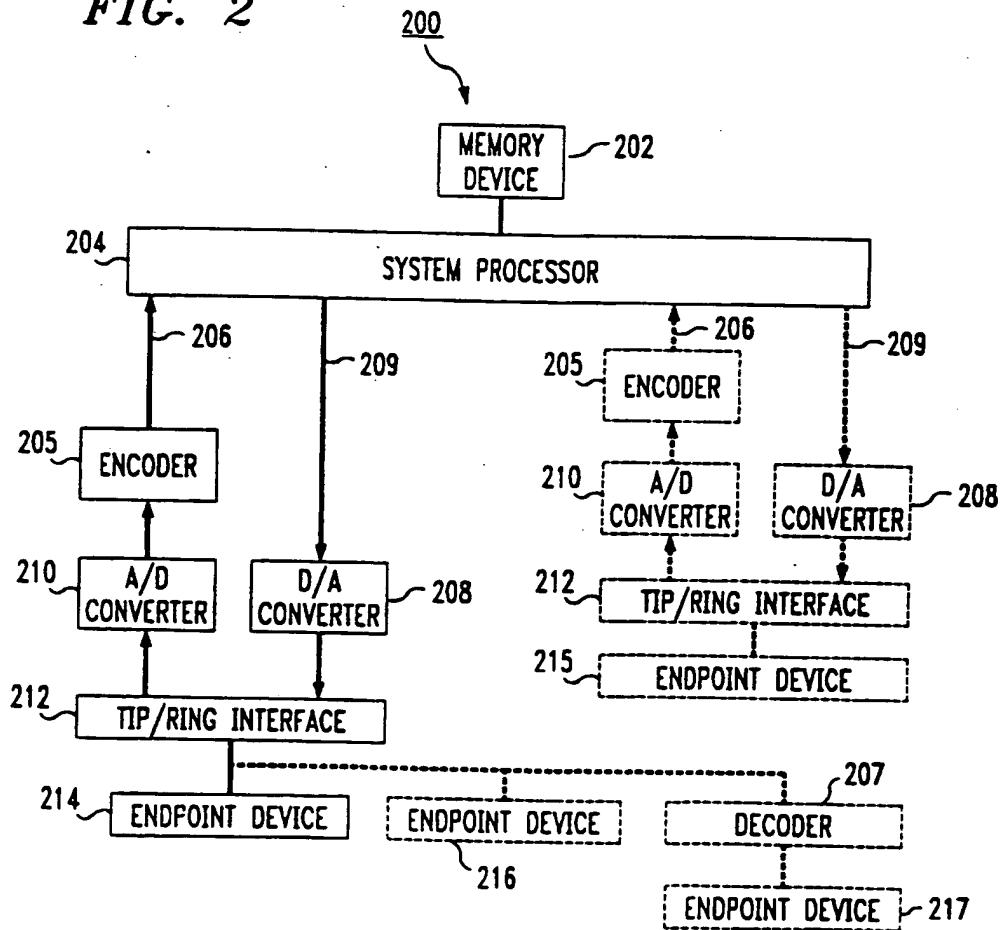 FIG. 2
200
MEMORY
DEVICE
202
204
SYSTEM PROCESSOR
206
209
206
209
205
ENCODER
205
ENCODER
210
A/D
CONVERTER
D/A
CONVERTER
208
210
A/D
CONVERTER
D/A
CONVERTER
208
212
TIP/RING INTERFACE
215
ENDPOINT DEVICE
212
TIP/RING INTERFACE
214
ENDPOINT DEVICE
ENDPOINT DEVICE
216
207
DECODER
ENDPOINT DEVICE
217